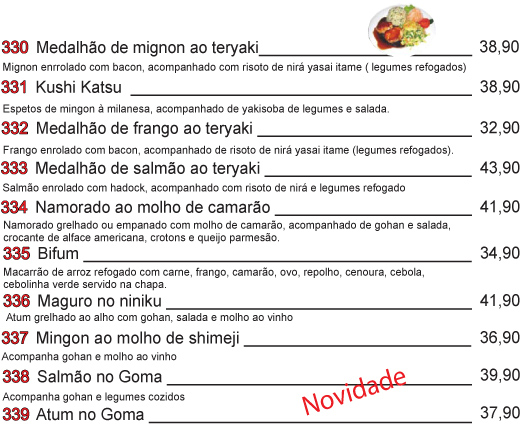 330 Medalhão de mignon ao teryaki 38,90
Mignon enrrolado com bacon, acompanhado com risoto de nirá yasai itame ( legumes refogados)
331 Kushi Katsu 38,90
Espetos de mingon à milanesa, acompanhado de yakisoba de legumes e salada.
332 Medalhão de frango ao teryaki 32,90
Frango enrolado com bacon, acompanhado de risoto de nirá yasai itame (legumes refogados).
333 Medalhão de salmão ao teryaki 43,90
Salmão enrolado com hadock, acompanhado com risoto de nirá e legumes refogado
334 Namorado ao molho de camarão 41,90
Namorado grelhado ou empanado com molho de camarão, acompanhado de gohan e salada,
crocante de alface americana, crotons e queijo parmesão.
335 Bifum 34,90
Macarrão de arroz refogado com carne, frango, camarão, ovo, repolho, cenoura, cebola,
cebolinha verde servido na chapa.
336 Maguro no niniku 41,90
Atum grelhado ao alho com gohan, salada e molho ao vinho
337 Mingon ao molho de shimeji 36,90
Acompanha gohan e molho ao vinho
338 Salmão no Goma 39,90
Novidade
Acompanha gohan e legumes cozidos
339 Atum no Goma 37,90